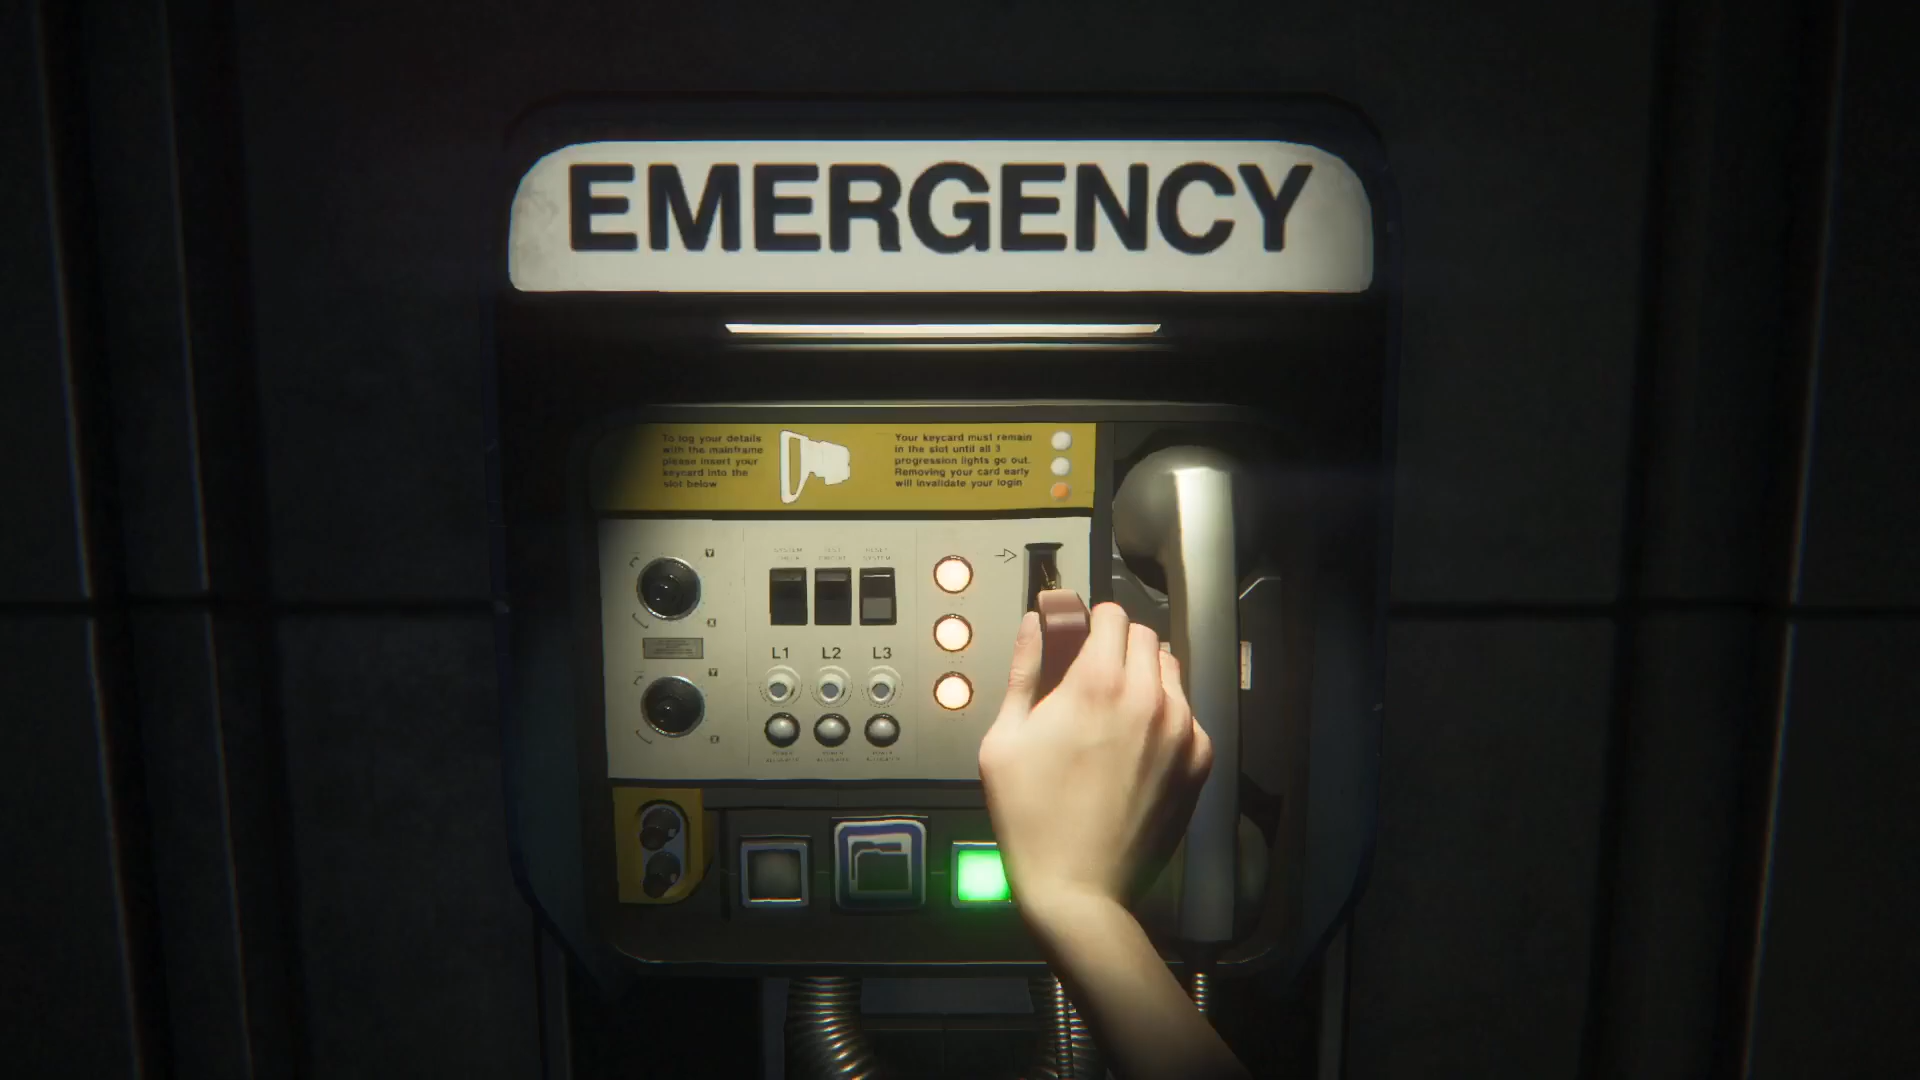 EMERGENCY
To log your details
with the mainframe
please insert your
keycard into the
slot below
Your keycard must remain
in the slot until all 3
progression lights go out.
Removing your card early
will invalidate your login
L1 L2 L3